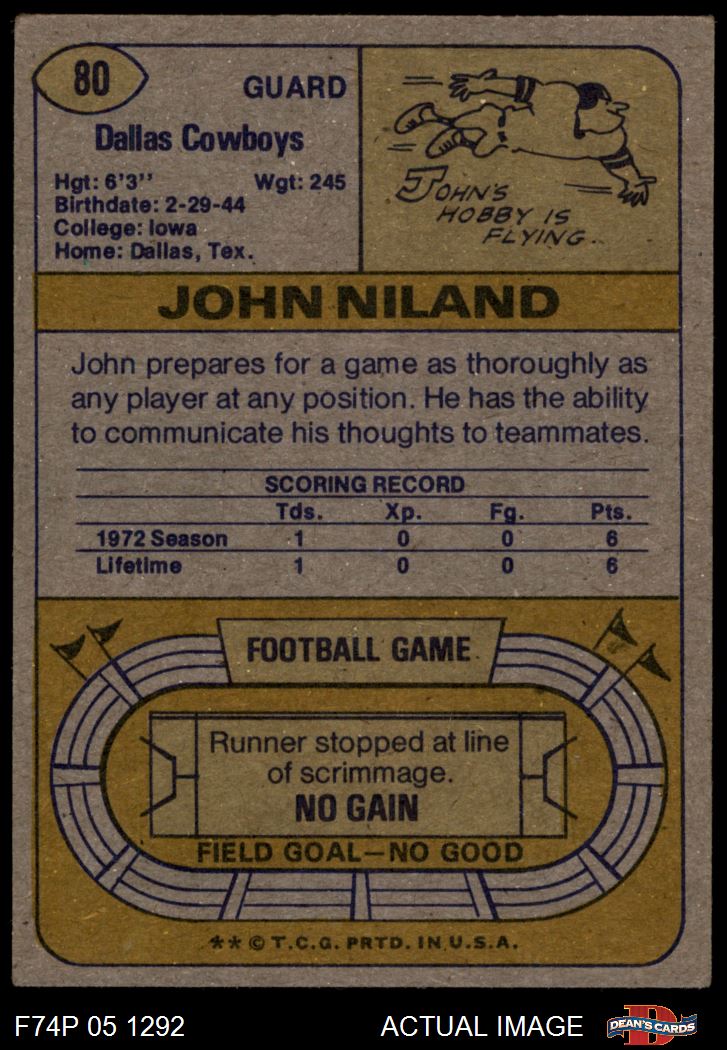 80
GUARD
Dallas Cowboys
Hgt: 6'3'' Wgt: 245
Birthdate: 2-29-44
College: Iowa
Home: Dallas, Tex.
JOHN'S
HOBBY IS
FLYING..
JOHN NILAND
John prepares for a game as thoroughly as
any player at any position. He has the ability
to communicate his thoughts to teammates.
SCORING RECORD
Tds. Xp. Fg. Pts.
1972 Season 1 0 0 6
Lifetime 1 0 0 6
FOOTBALL GAME
Runner stopped at line
of scrimmage.
NO GAIN
FIELD GOAL—NO GOOD
** © T.C.G. PRTD. IN U.S.A.
F74P 05 1292 ACTUAL IMAGE DEAN'S CARDS